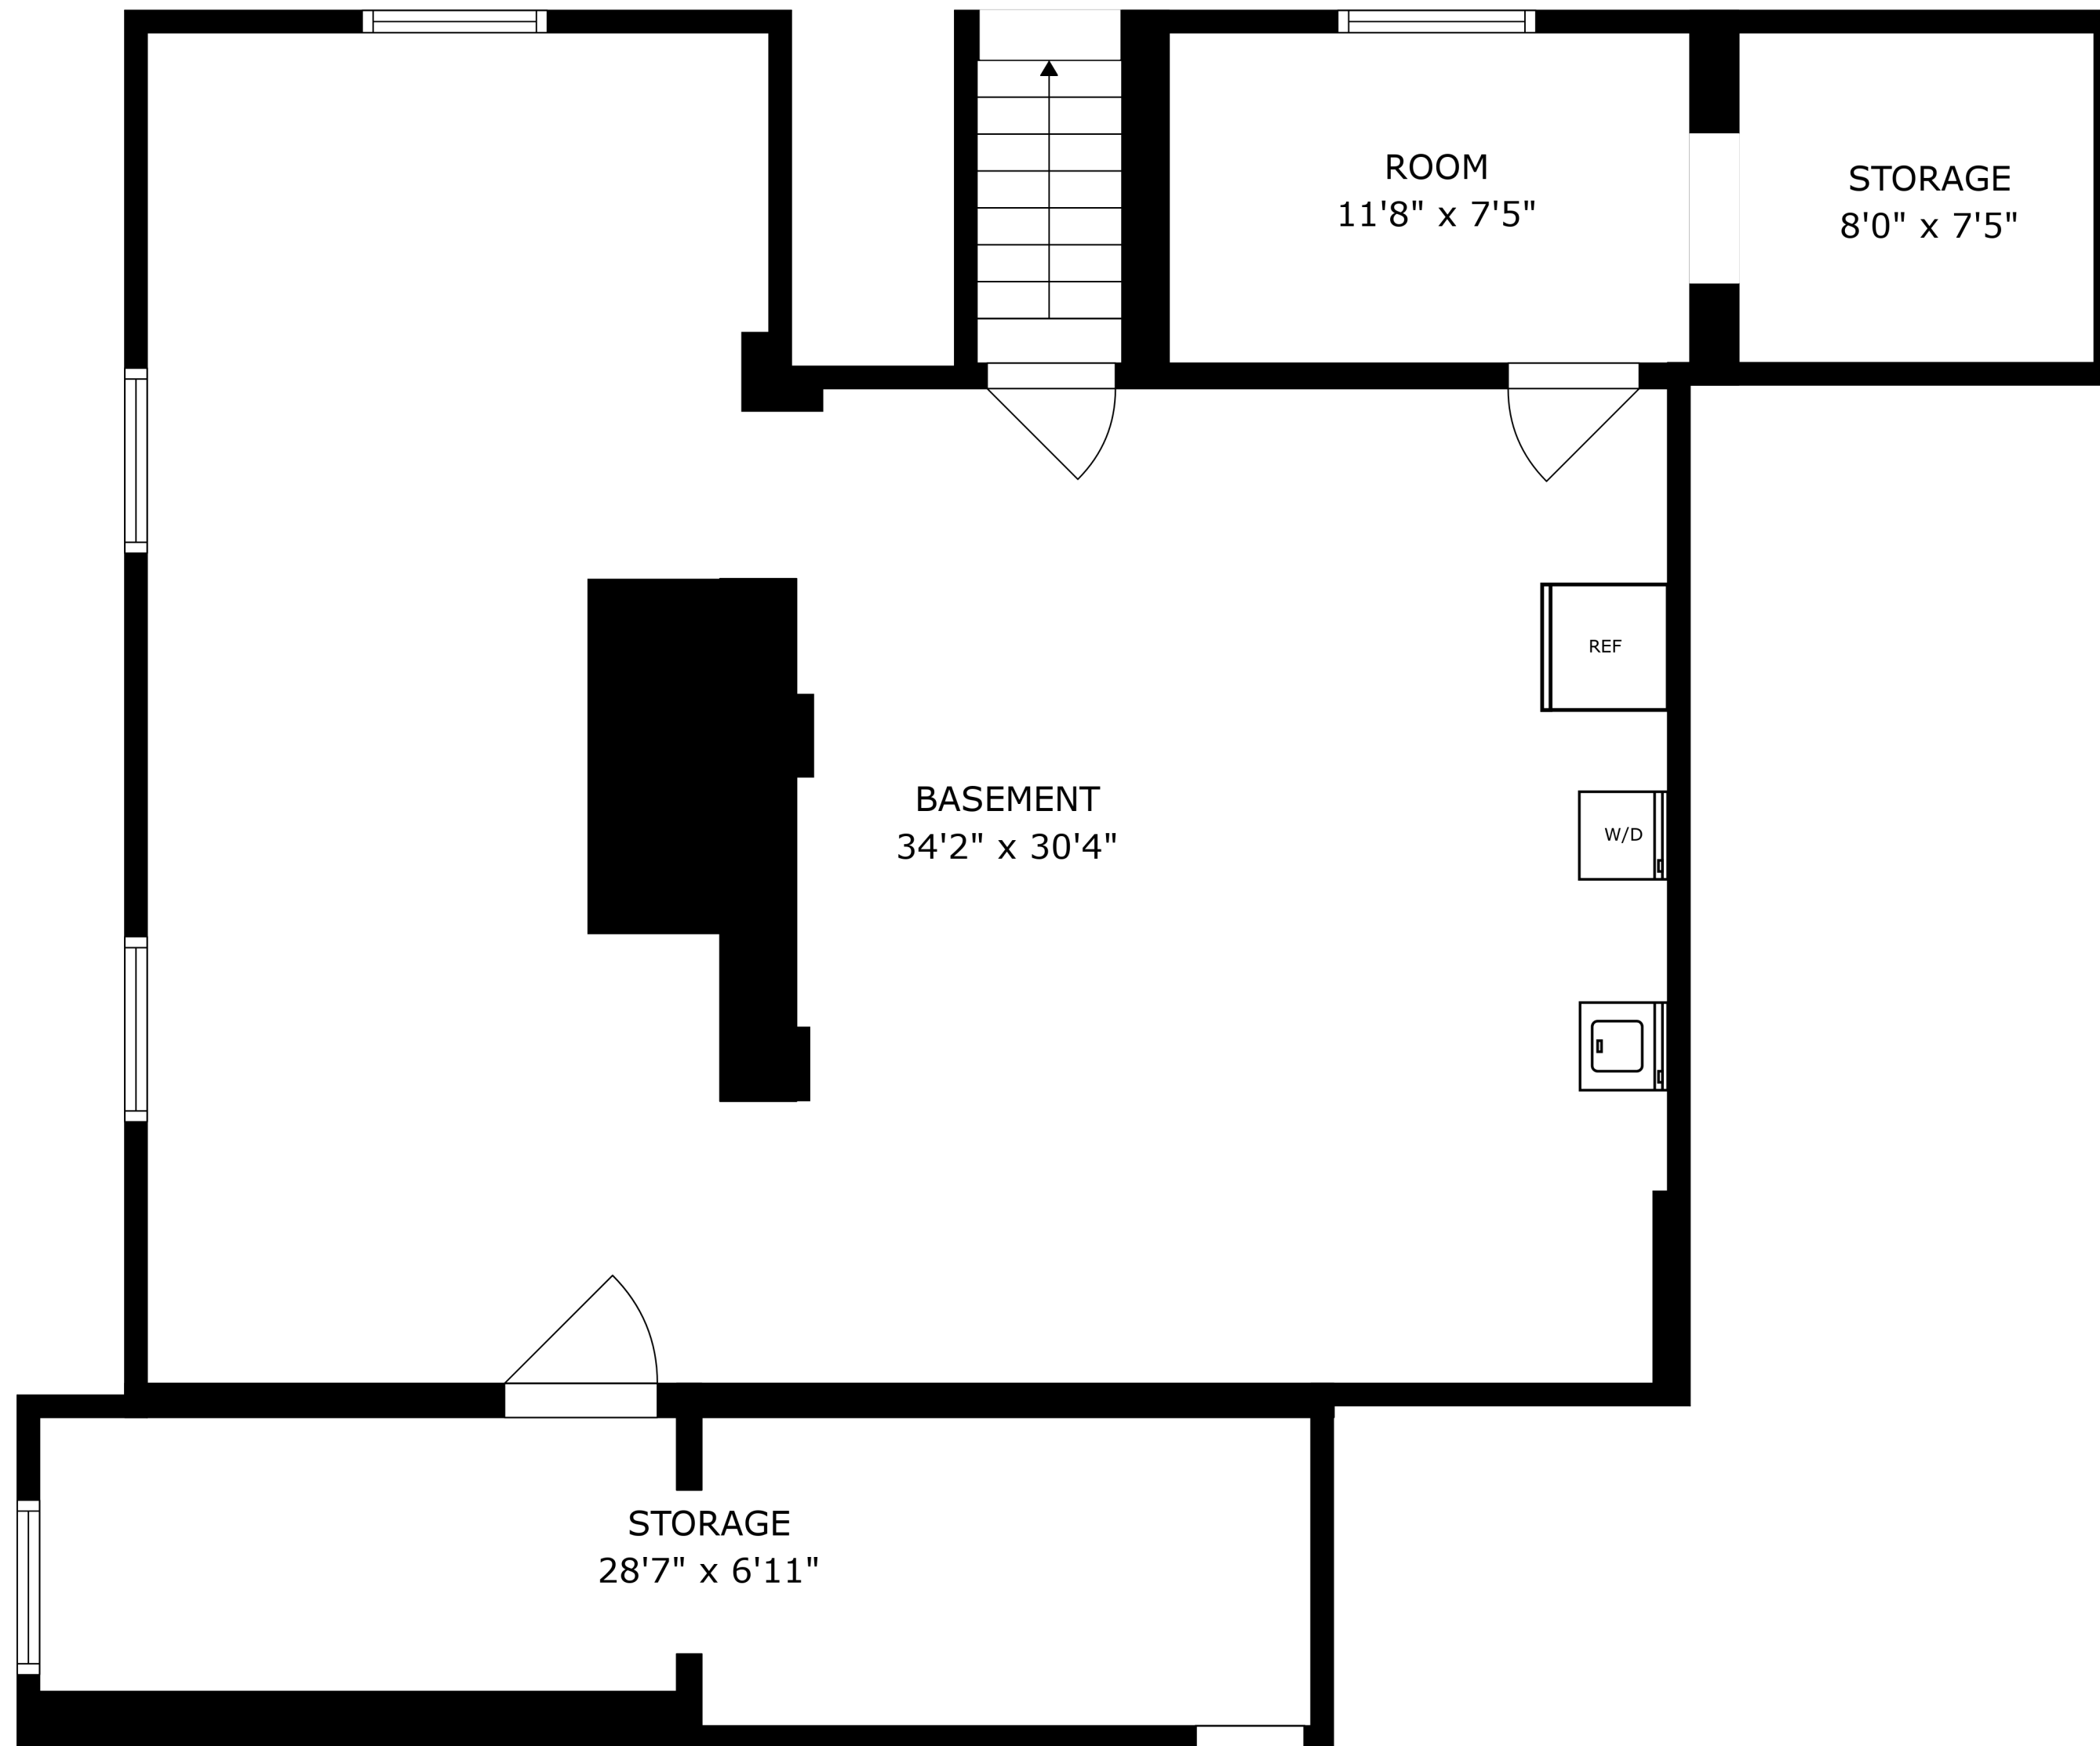 ROOM
11'8" x 7'5"
STORAGE
8'0" x 7'5"
REF
BASEMENT
34'2" x 30'4"
W/D
STORAGE
28'7" x 6'11"